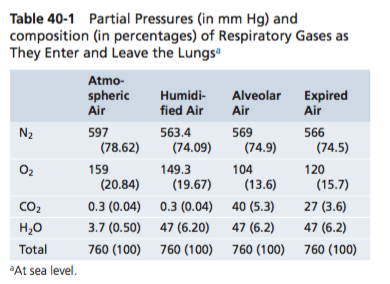 Table 40-1 Partial Pressures (in mm Hg) and
composition (in percentages) of Respiratory Gases as
They Enter and Leave the Lungsᵃ
Atmo-
spheric Humidi- Alveolar Expired
Air fied Air Air Air
N₂ 597 563.4 569 566
(78.62) (74.09) (74.9) (74.5)
O₂ 159 149.3 104 120
(20.84) (19.67) (13.6) (15.7)
CO₂ 0.3 (0.04) 0.3 (0.04) 40 (5.3) 27 (3.6)
H₂O 3.7 (0.50) 47 (6.20) 47 (6.2) 47 (6.2)
Total 760 (100) 760 (100) 760 (100) 760 (100)
ᵃAt sea level.